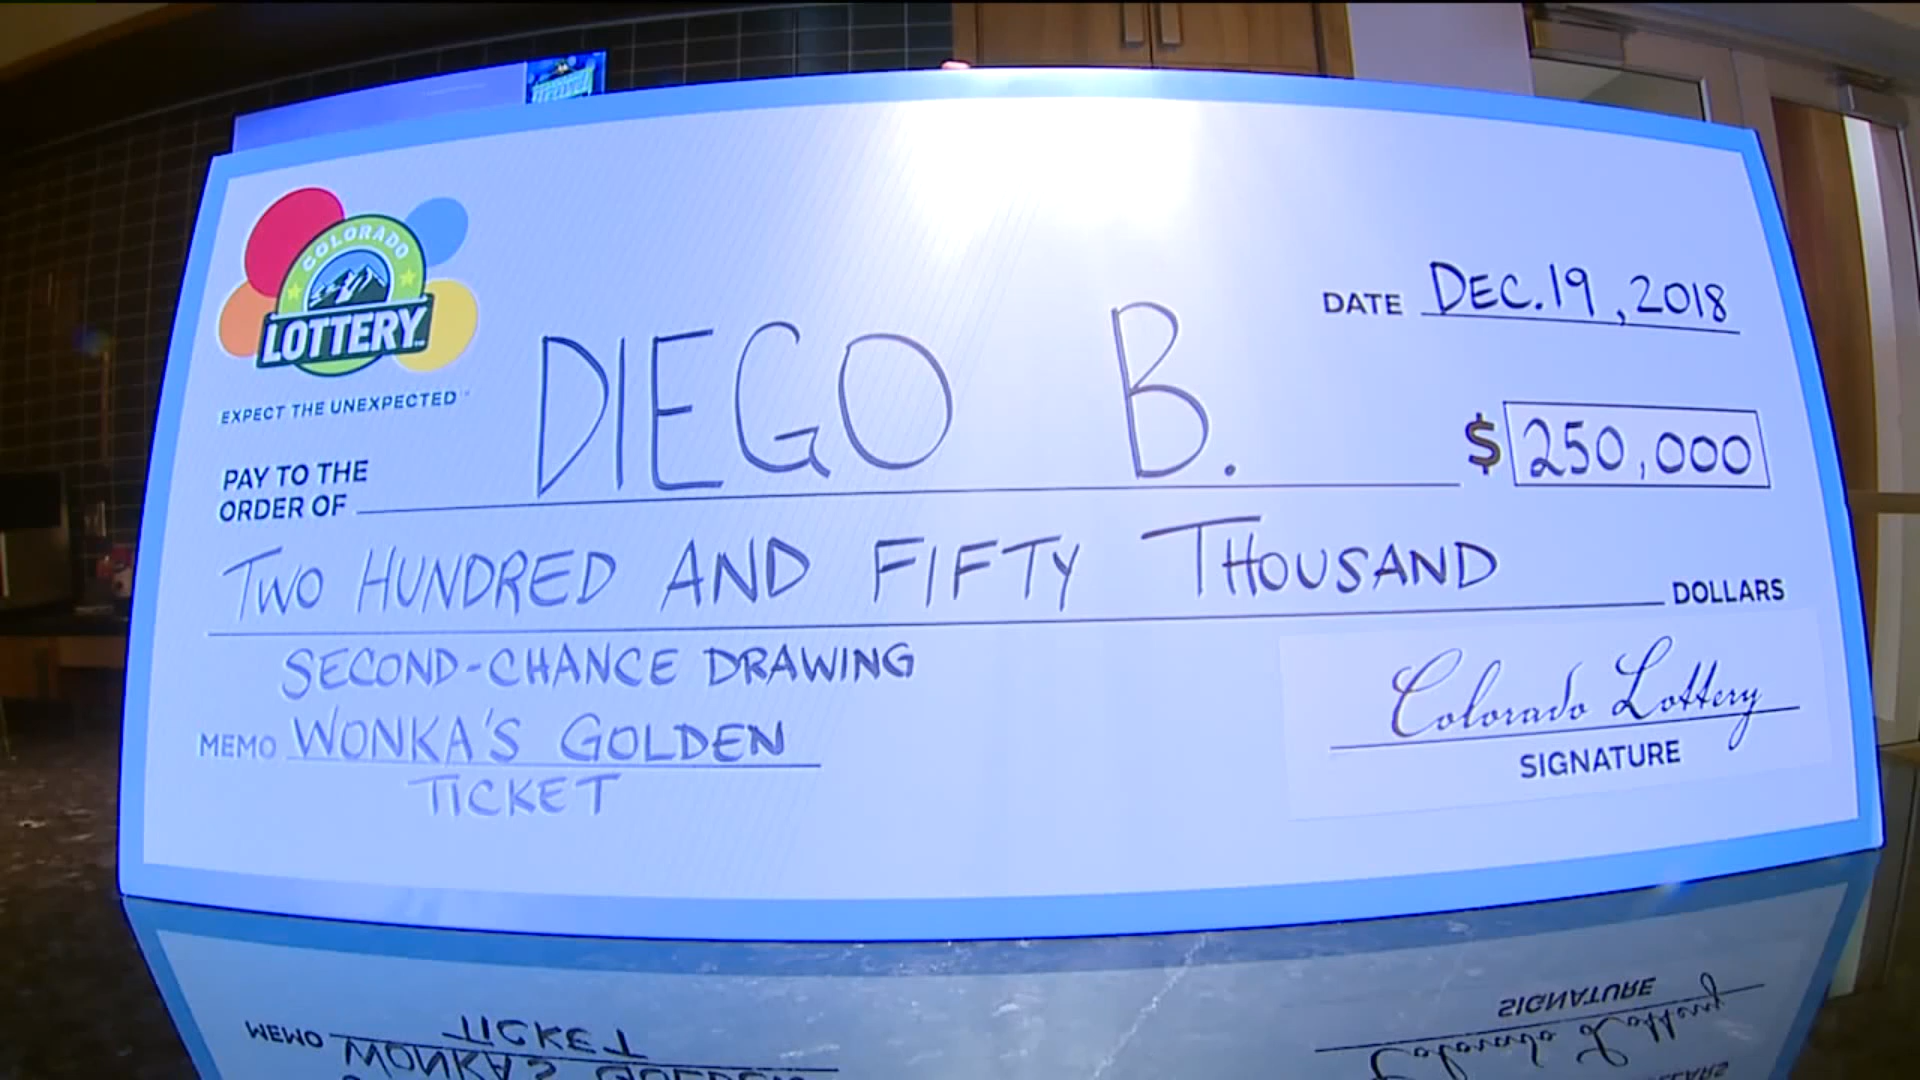 COLORADO
LOTTERY
EXPECT THE UNEXPECTED
DATE DEC. 19, 2018
PAY TO THE
ORDER OF DIEGO B. $ 250,000
TWO HUNDRED AND FIFTY THOUSAND DOLLARS
SECOND-CHANCE DRAWING
MEMO WONKA'S GOLDEN
TICKET
Colorado Lottery
SIGNATURE